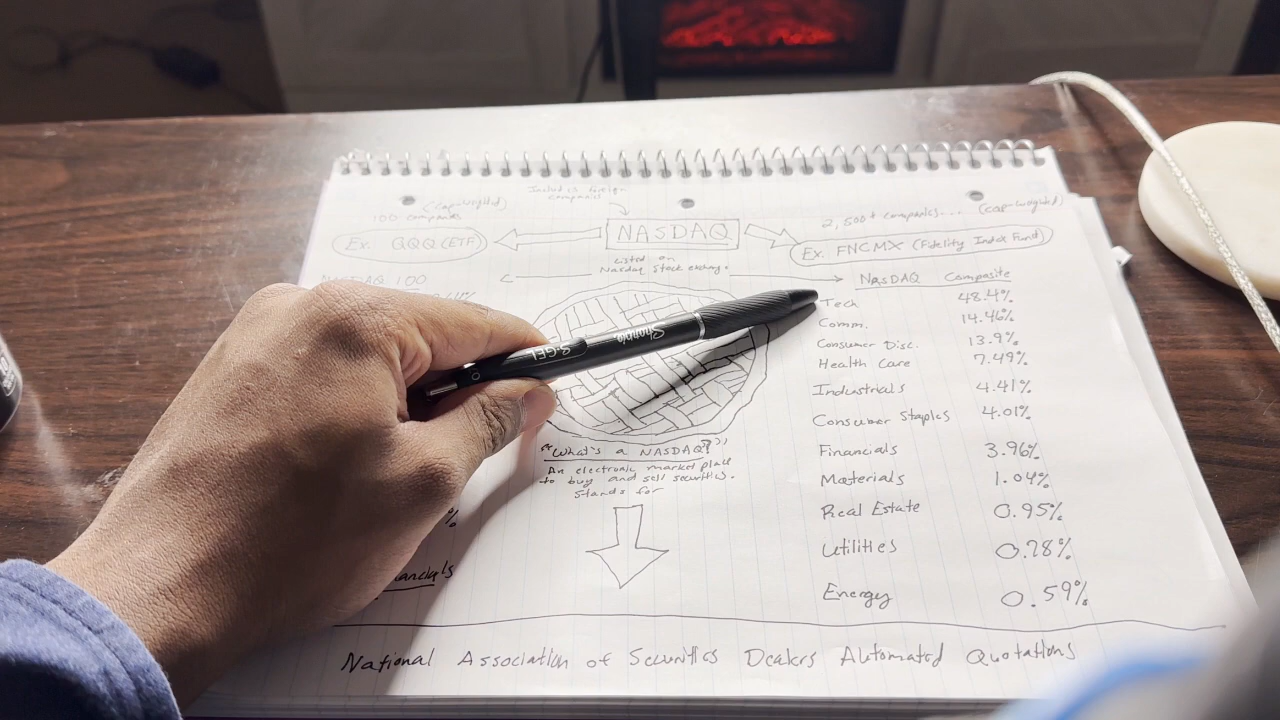 Includes foreign
companies
(cap-weighted)
100 companies
NASDAQ
2,500+ companies... (cap-weighted)
Ex. QQQ (ETF)
Ex. FNCMX (Fidelity Index Fund)
Listed on
Nasdaq Stock exchng.
NASDAQ 100
NASDAQ Composite
Tech 48.4%
Comm. 14.46%
Consumer Disc. 13.9%
Health Care 7.49%
Industrials 4.41%
Consumer Staples 4.01%
Financials 3.96%
Materials 1.04%
Real Estate 0.95%
Utilities 0.78%
Energy 0.59%
Sharpie S·GEL
"What's a NASDAQ?"
An electronic market place
to buy and sell securities.
Stands for
%
ancials
National Association of Securities Dealers Automated Quotations